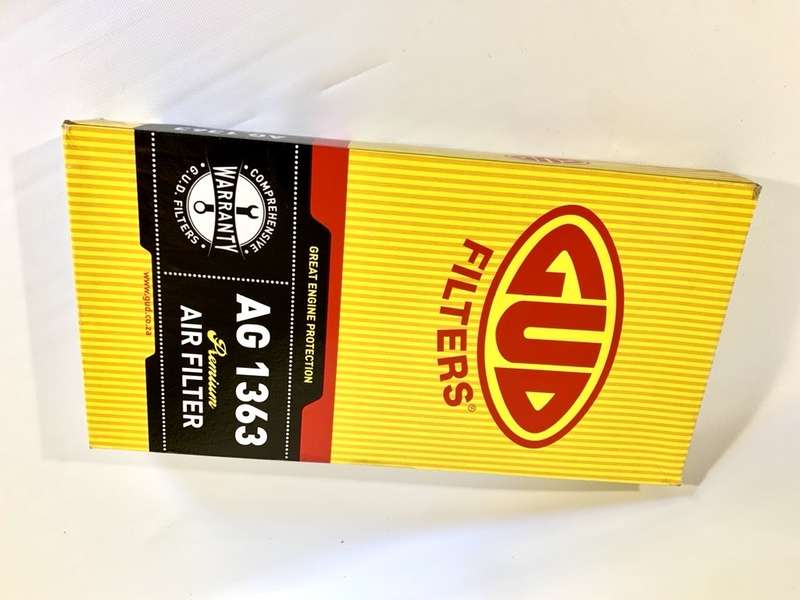 GUD
FILTERS®
GREAT ENGINE PROTECTION
AG 1363
Premium
AIR FILTER
COMPREHENSIVE
WARRANTY
G.U.D. FILTERS
www.gud.co.za
AG 1363
GUD